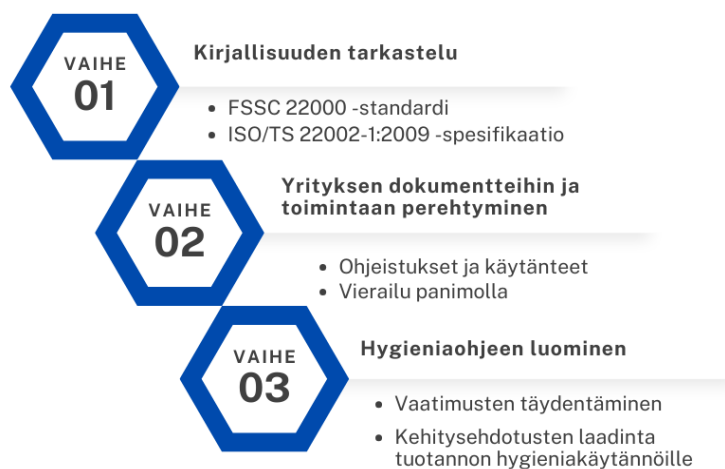 VAIHE
01
Kirjallisuuden tarkastelu
• FSSC 22000 -standardi
• ISO/TS 22002-1:2009 -spesifikaatio
VAIHE
02
Yrityksen dokumentteihin ja
toimintaan perehtyminen
• Ohjeistukset ja käytänteet
• Vierailu panimolla
VAIHE
03
Hygieniaohjeen luominen
• Vaatimusten täydentäminen
• Kehitysehdotusten laadinta
tuotannon hygieniakäytännöille